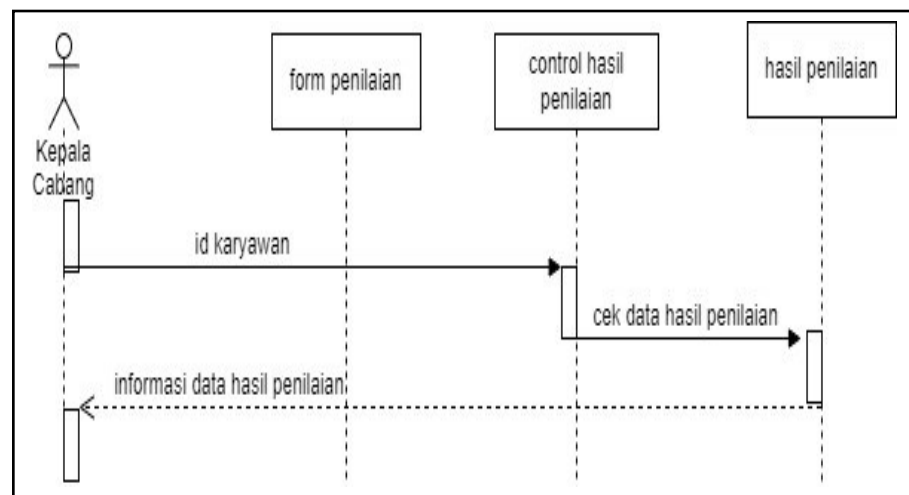 form penilaian
control hasil
penilaian
hasil penilaian
Kepala
Cabang
id karyawan
cek data hasil penilaian
informasi data hasil penilaian